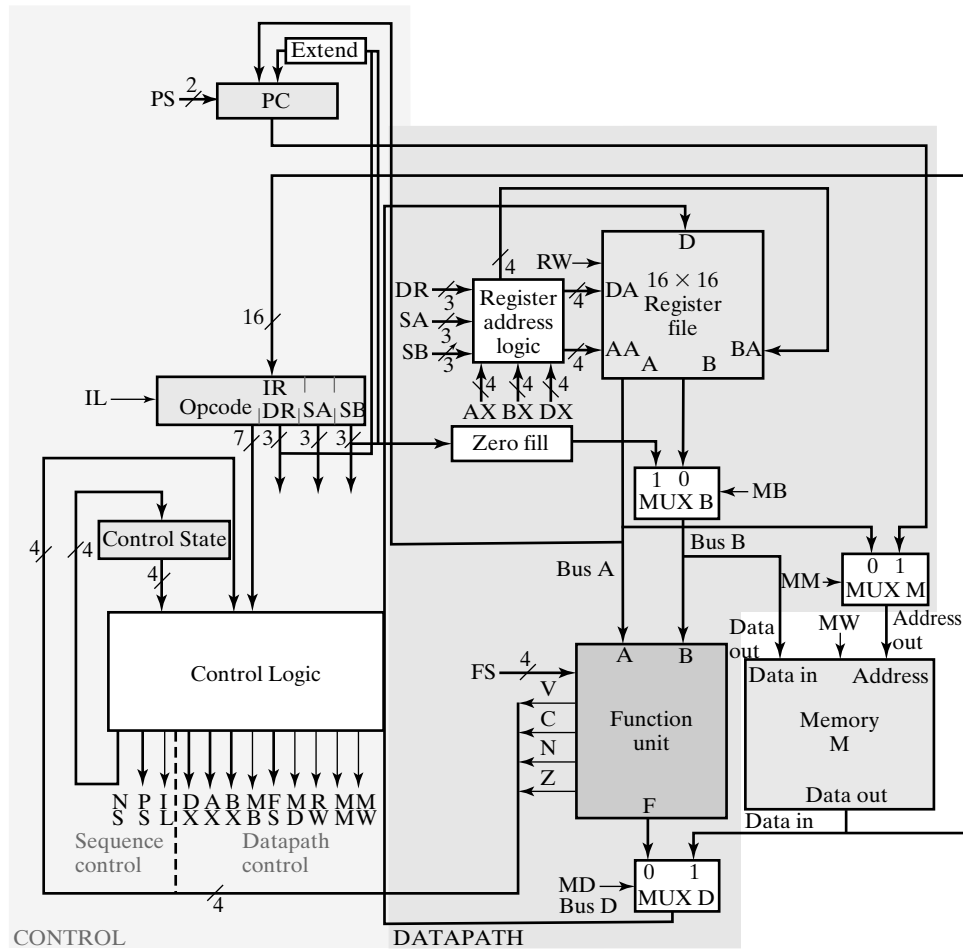 Extend
PS
2
PC
4
RW
D
16 × 16
Register
file
DR
3
SA
3
SB
3
Register
address
logic
4
DA
4
AA
A
B
BA
16
4
4
4
AX
BX
DX
IL
IR
Opcode
DR
SA
SB
7
3
3
3
Zero fill
1
0
MUX B
MB
4
4
Control State
4
Bus B
Bus A
0
1
MUX M
MM
Address
out
Data
out
MW
Control Logic
FS
4
A
B
Data in
Address
V
C
N
Z
Function
unit
Memory
M
F
Data out
Data in
N
S
P
S
I
L
D
X
A
X
B
X
M
B
F
S
M
D
R
W
M
M
M
W
Sequence
control
Datapath
control
4
0
1
MUX D
MD
Bus D
CONTROL
DATAPATH